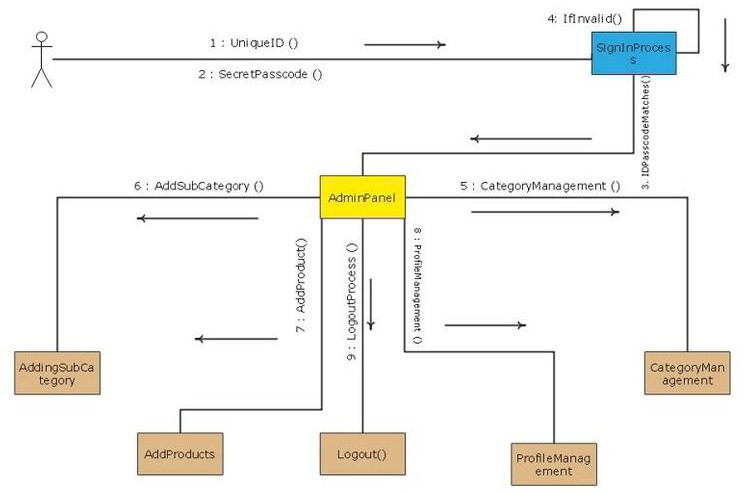 4: IfInvalid()
1 : UniqueID ()
SignInProces
s
2 : SecretPasscode ()
3. IDPasscodeMatches()
6 : AddSubCategory ()
AdminPanel
5 : CategoryManagement ()
7 : AddProduct()
9 : LogoutProcess ()
8 : ProfileManagement ()
AddingSubCa
tegory
CategoryMan
agement
AddProducts
Logout()
ProfileManag
ement